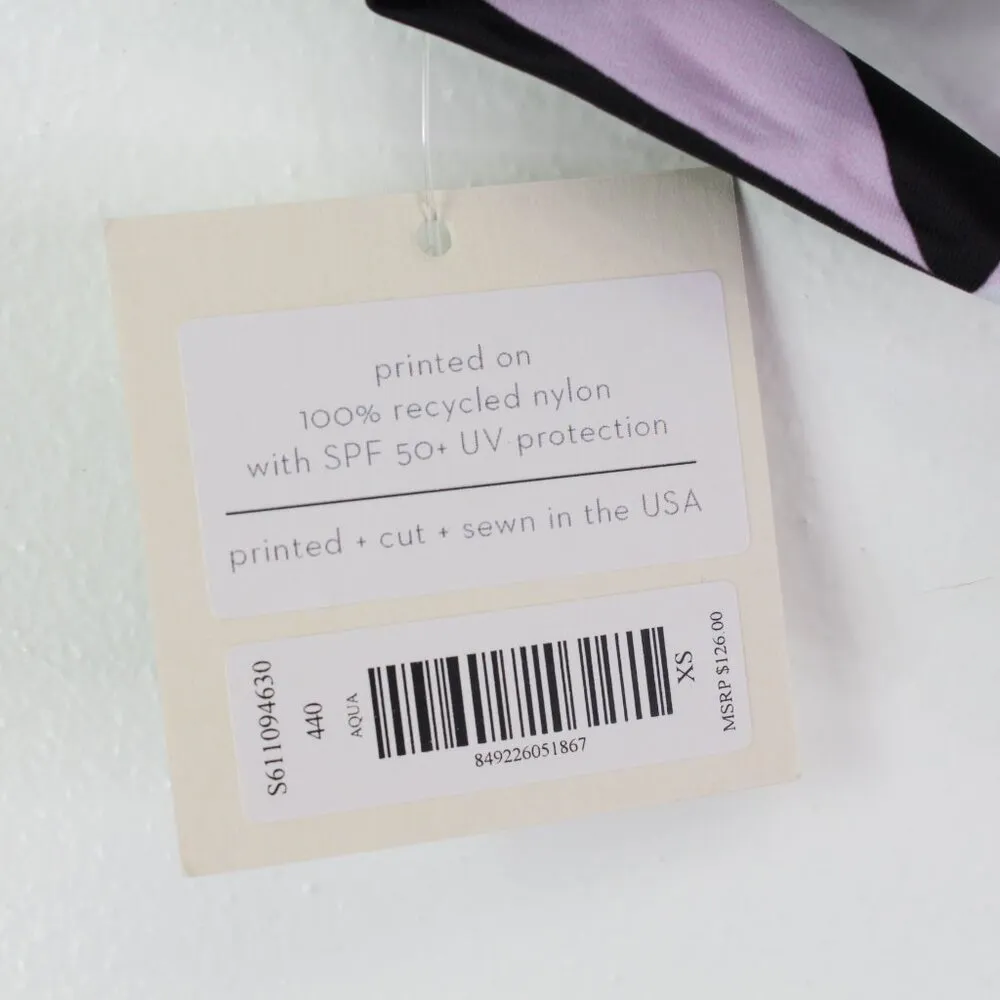 printed on
100% recycled nylon
with SPF 50+ UV protection
printed + cut + sewn in the USA
S611094630
440
AQUA
849226051867
XS
MSRP $126.00